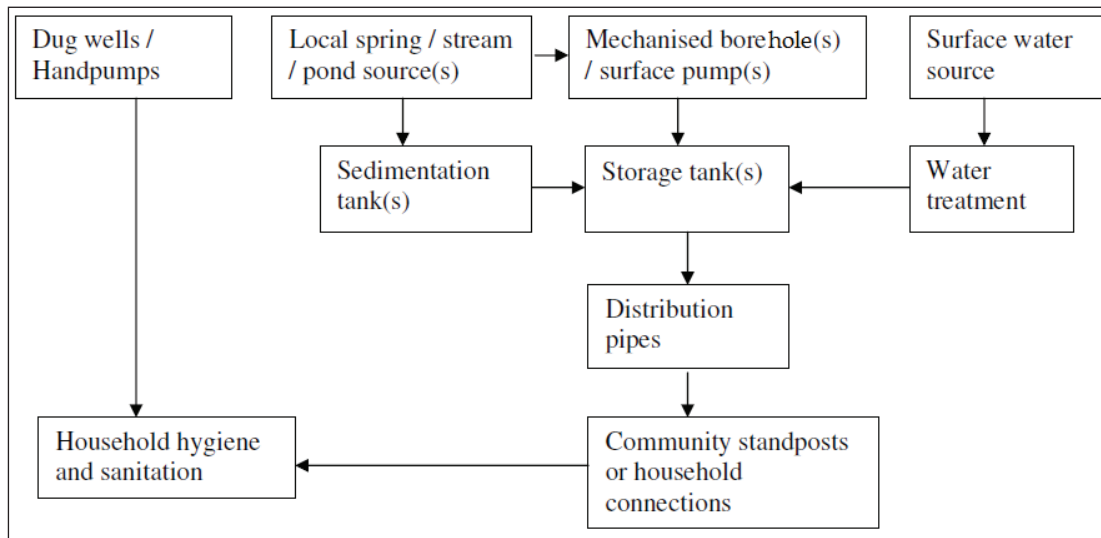 Dug wells /
Handpumps
Local spring / stream
/ pond source(s)
Mechanised borehole(s)
/ surface pump(s)
Surface water
source
Sedimentation
tank(s)
Storage tank(s)
Water
treatment
Distribution
pipes
Household hygiene
and sanitation
Community standposts
or household
connections